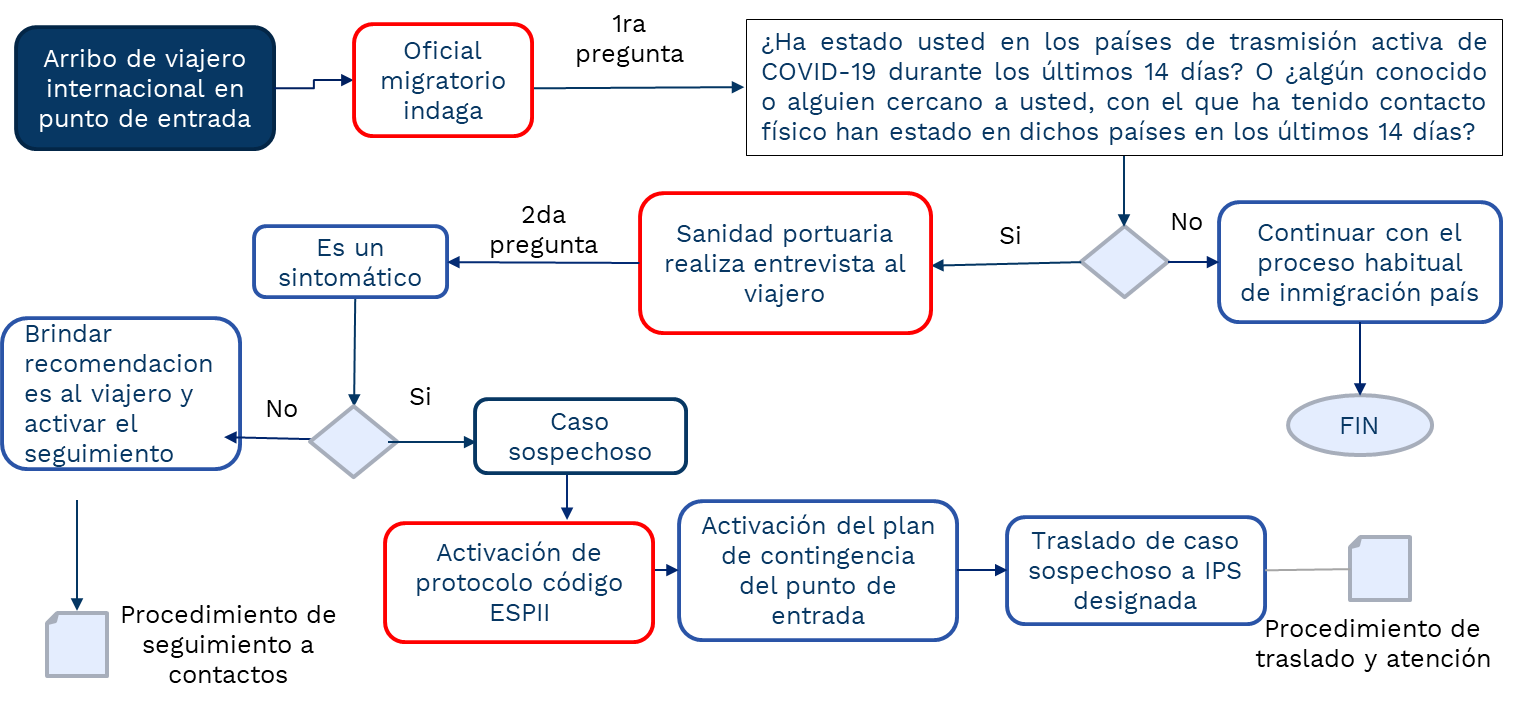 Arribo de viajero
internacional en
punto de entrada
Oficial
migratorio
indaga
1ra
pregunta
¿Ha estado usted en los países de trasmisión activa de
COVID-19 durante los últimos 14 días? O ¿algún conocido
o alguien cercano a usted, con el que ha tenido contacto
físico han estado en dichos países en los últimos 14 días?
No
Continuar con el
proceso habitual
de inmigración país
FIN
Si
Sanidad portuaria
realiza entrevista al
viajero
2da
pregunta
Es un
sintomático
No
Brindar
recomendacion
es al viajero y
activar el
seguimiento
Procedimiento de
seguimiento a
contactos
Si
Caso
sospechoso
Activación de
protocolo código
ESPII
Activación del plan
de contingencia
del punto de
entrada
Traslado de caso
sospechoso a IPS
designada
Procedimiento de
traslado y atención